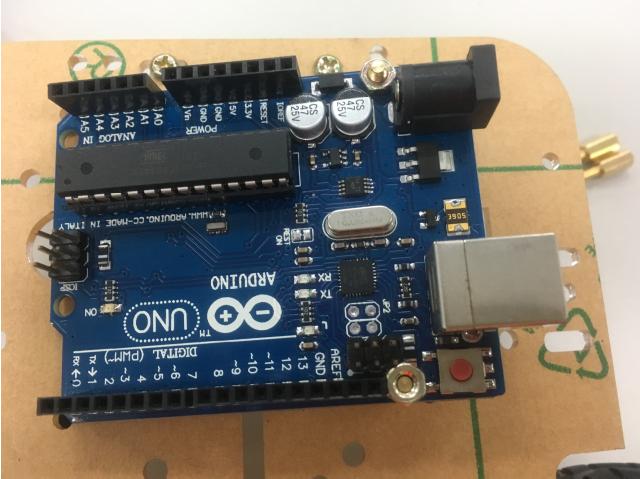 A5
A4
A3
A2
A1
A0
ANALOG IN
Vin
GND
GND
5V
3.3V
RESET
IOREF
POWER
CS
47
25V
CS
47
25V
WWW.ARDUINO.CC-MADE IN ITALY
ICSP
ON
RX
TX
L
JP2
ARDUINO
UNO
TM
DIGITAL (PWM~)
RX←0
TX→1
2
~3
4
~5
~6
7
8
~9
~10
~11
12
13
GND
AREF